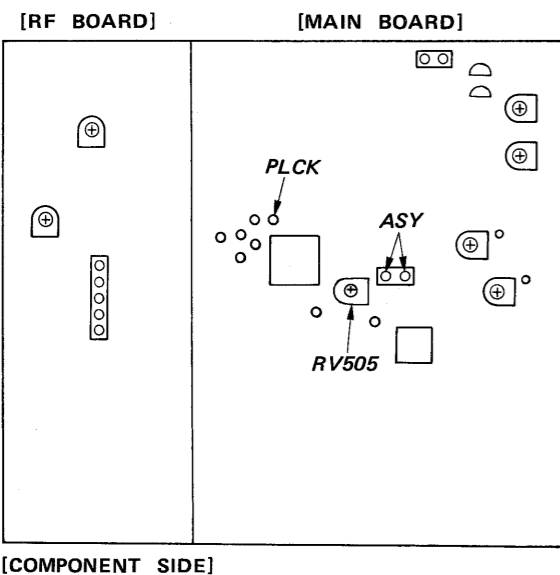 [RF BOARD] [MAIN BOARD]
PLCK
ASY
RV505
[COMPONENT SIDE]